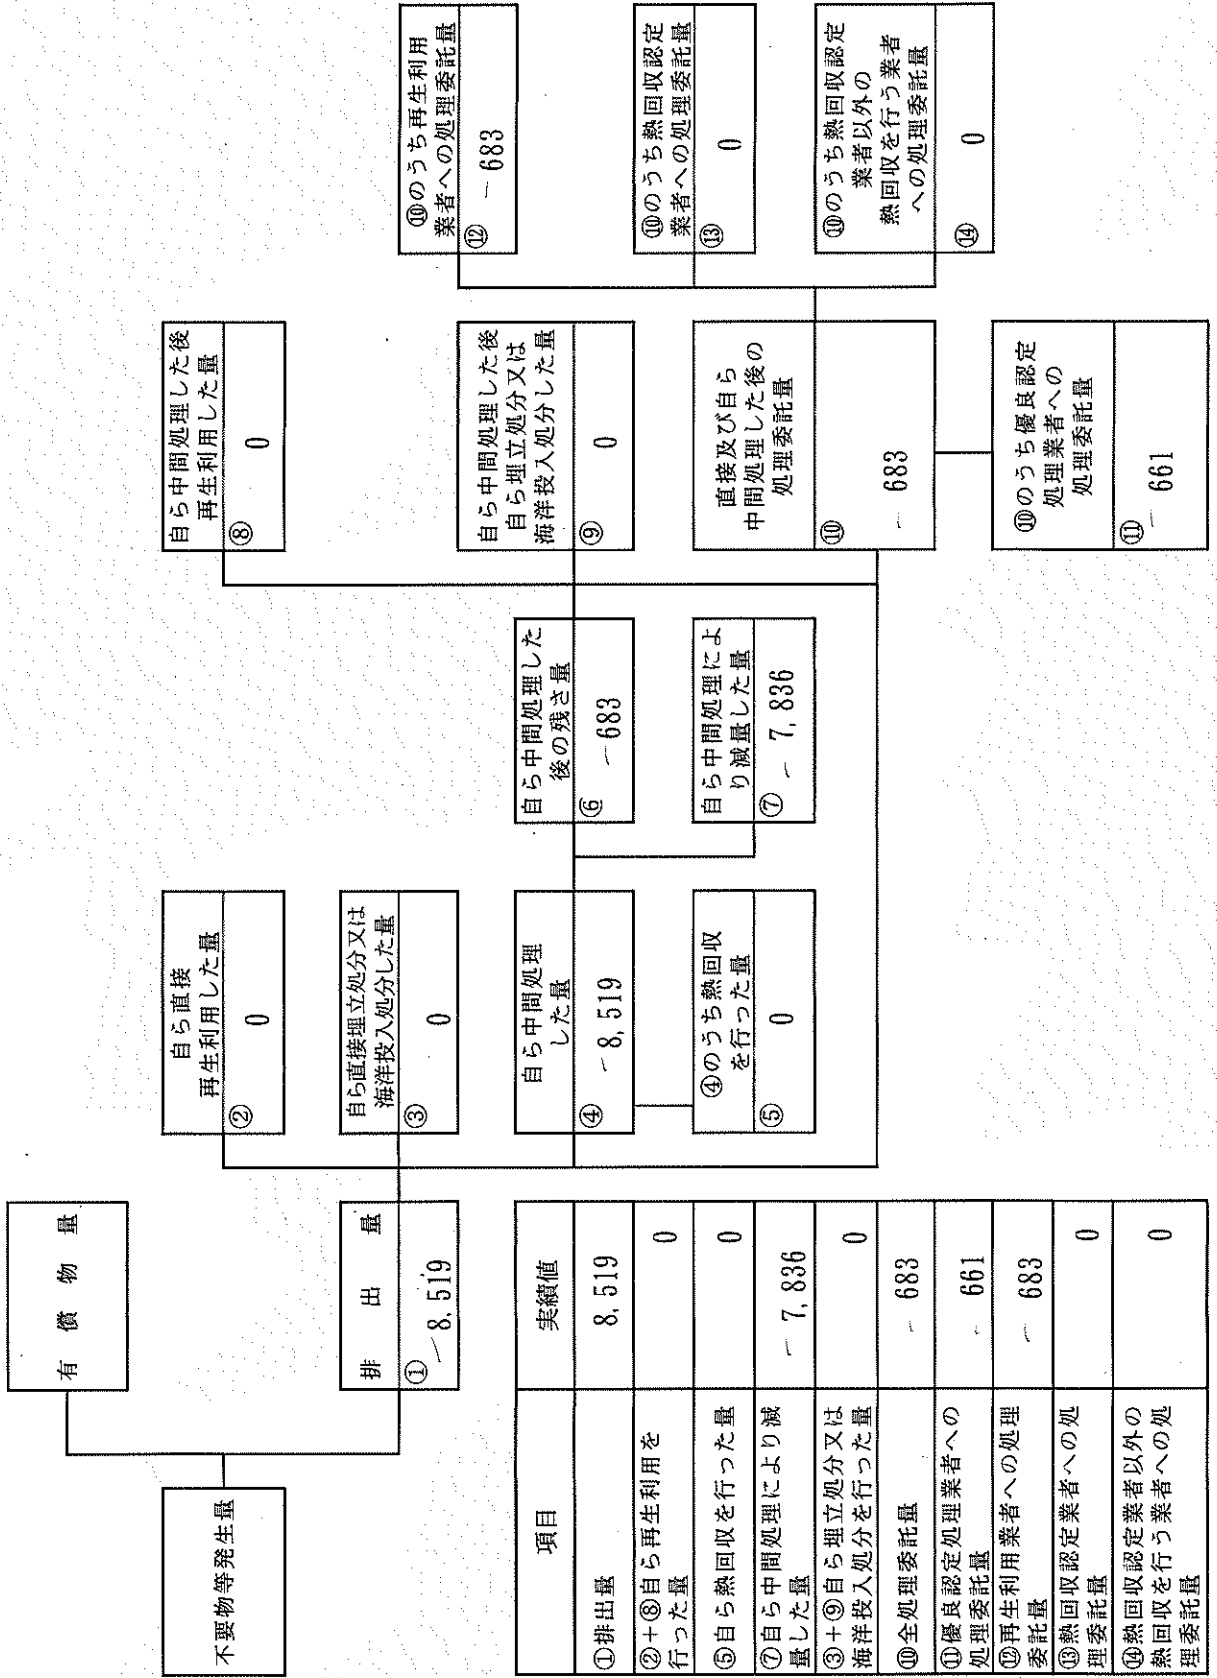 不要物等発生量
有償物量
排出量
① 8,519
自ら直接
再生利用した量
② 0
自ら直接埋立処分又は
海洋投入処分した量
③ 0
自ら中間処理
した量
④ 8,519
④のうち熱回収
を行った量
⑤ 0
自ら中間処理した
後の残さ量
⑥ 683
自ら中間処理によ
り減量した量
⑦ 7,836
自ら中間処理した後
再生利用した量
⑧ 0
自ら中間処理した後
自ら埋立処分又は
海洋投入処分した量
⑨ 0
直接及び自ら
中間処理した後の
処理委託量
⑩
683
⑩のうち優良認定
処理業者への
処理委託量
⑪
661
⑩のうち再生利用
業者への処理委託量
⑫ 683
⑩のうち熱回収認定
業者への処理委託量
⑬ 0
⑩のうち熱回収認定
業者以外の
熱回収を行う業者
への処理委託量
⑭ 0
項目 実績値
①排出量 8,519
②+⑧自ら再生利用を
行った量 0
⑤自ら熱回収を行った量 0
⑦自ら中間処理により減
量した量 7,836
③+⑨自ら埋立処分又は
海洋投入処分を行った量 0
⑩全処理委託量 683
⑪優良認定処理業者への
処理委託量 661
⑫再生利用業者への処理
委託量 683
⑬熱回収認定業者への処
理委託量 0
⑭熱回収認定業者以外の
熱回収を行う業者への処
理委託量 0